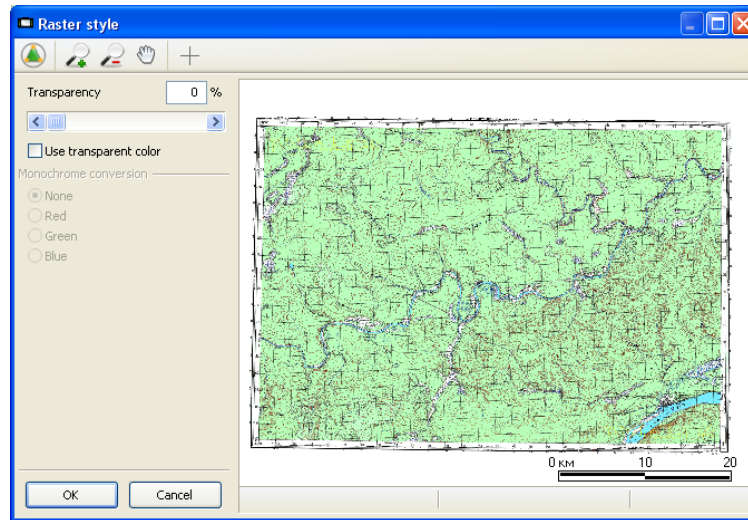 Raster style
Transparency 0 %
Use transparent color
Monochrome conversion
None
Red
Green
Blue
0 км 10 20
OK Cancel